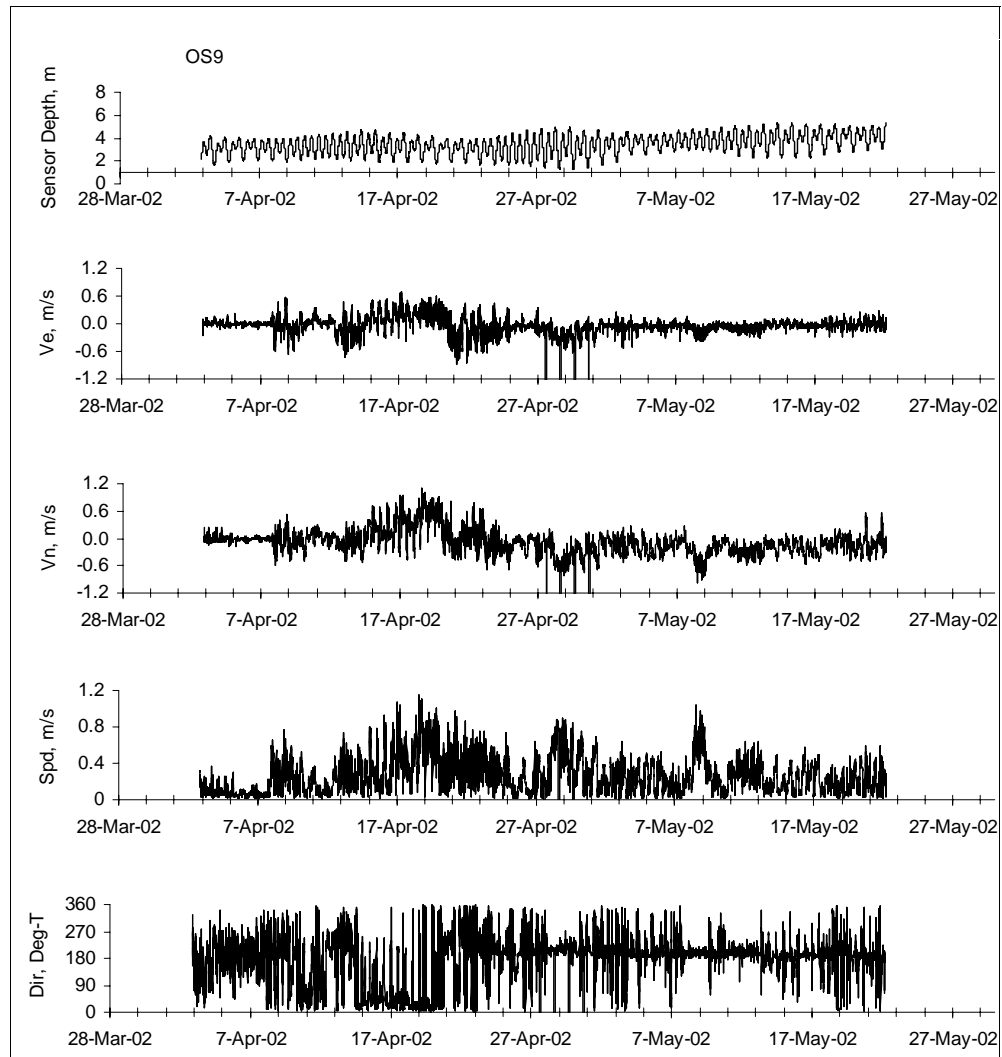 OS9
Sensor Depth, m
8
6
4
2
0
28-Mar-02 7-Apr-02 17-Apr-02 27-Apr-02 7-May-02 17-May-02 27-May-02
Ve, m/s
1.2
0.6
0.0
-0.6
-1.2
28-Mar-02 7-Apr-02 17-Apr-02 27-Apr-02 7-May-02 17-May-02 27-May-02
Vn, m/s
1.2
0.6
0.0
-0.6
-1.2
28-Mar-02 7-Apr-02 17-Apr-02 27-Apr-02 7-May-02 17-May-02 27-May-02
Spd, m/s
1.2
0.8
0.4
0
28-Mar-02 7-Apr-02 17-Apr-02 27-Apr-02 7-May-02 17-May-02 27-May-02
Dir, Deg-T
360
270
180
90
0
28-Mar-02 7-Apr-02 17-Apr-02 27-Apr-02 7-May-02 17-May-02 27-May-02